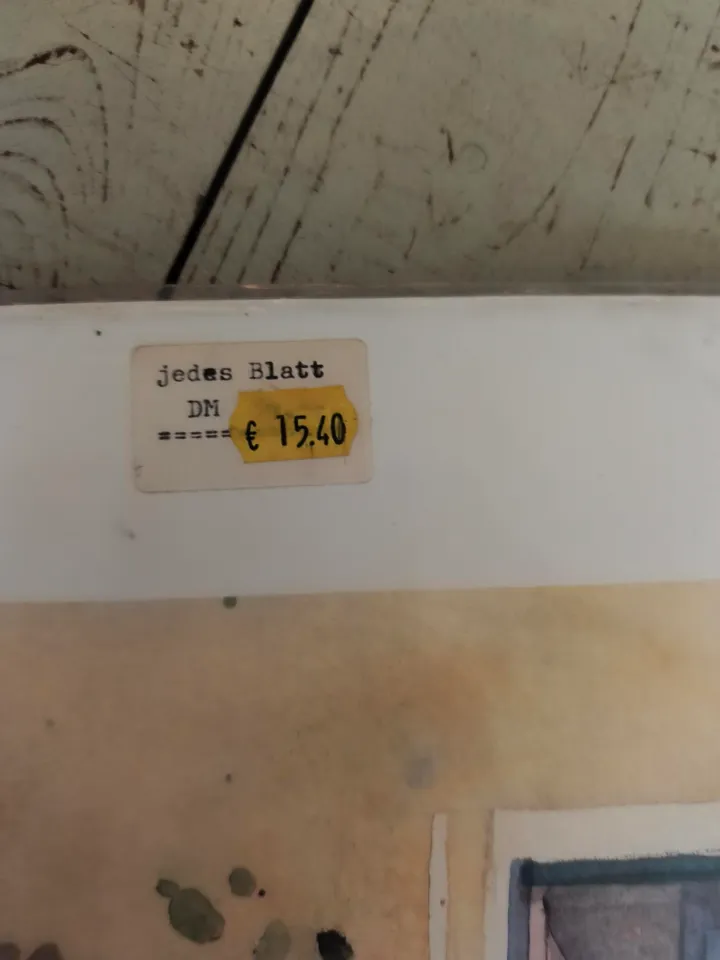 jedes Blatt
DM
=====
€ 15.40